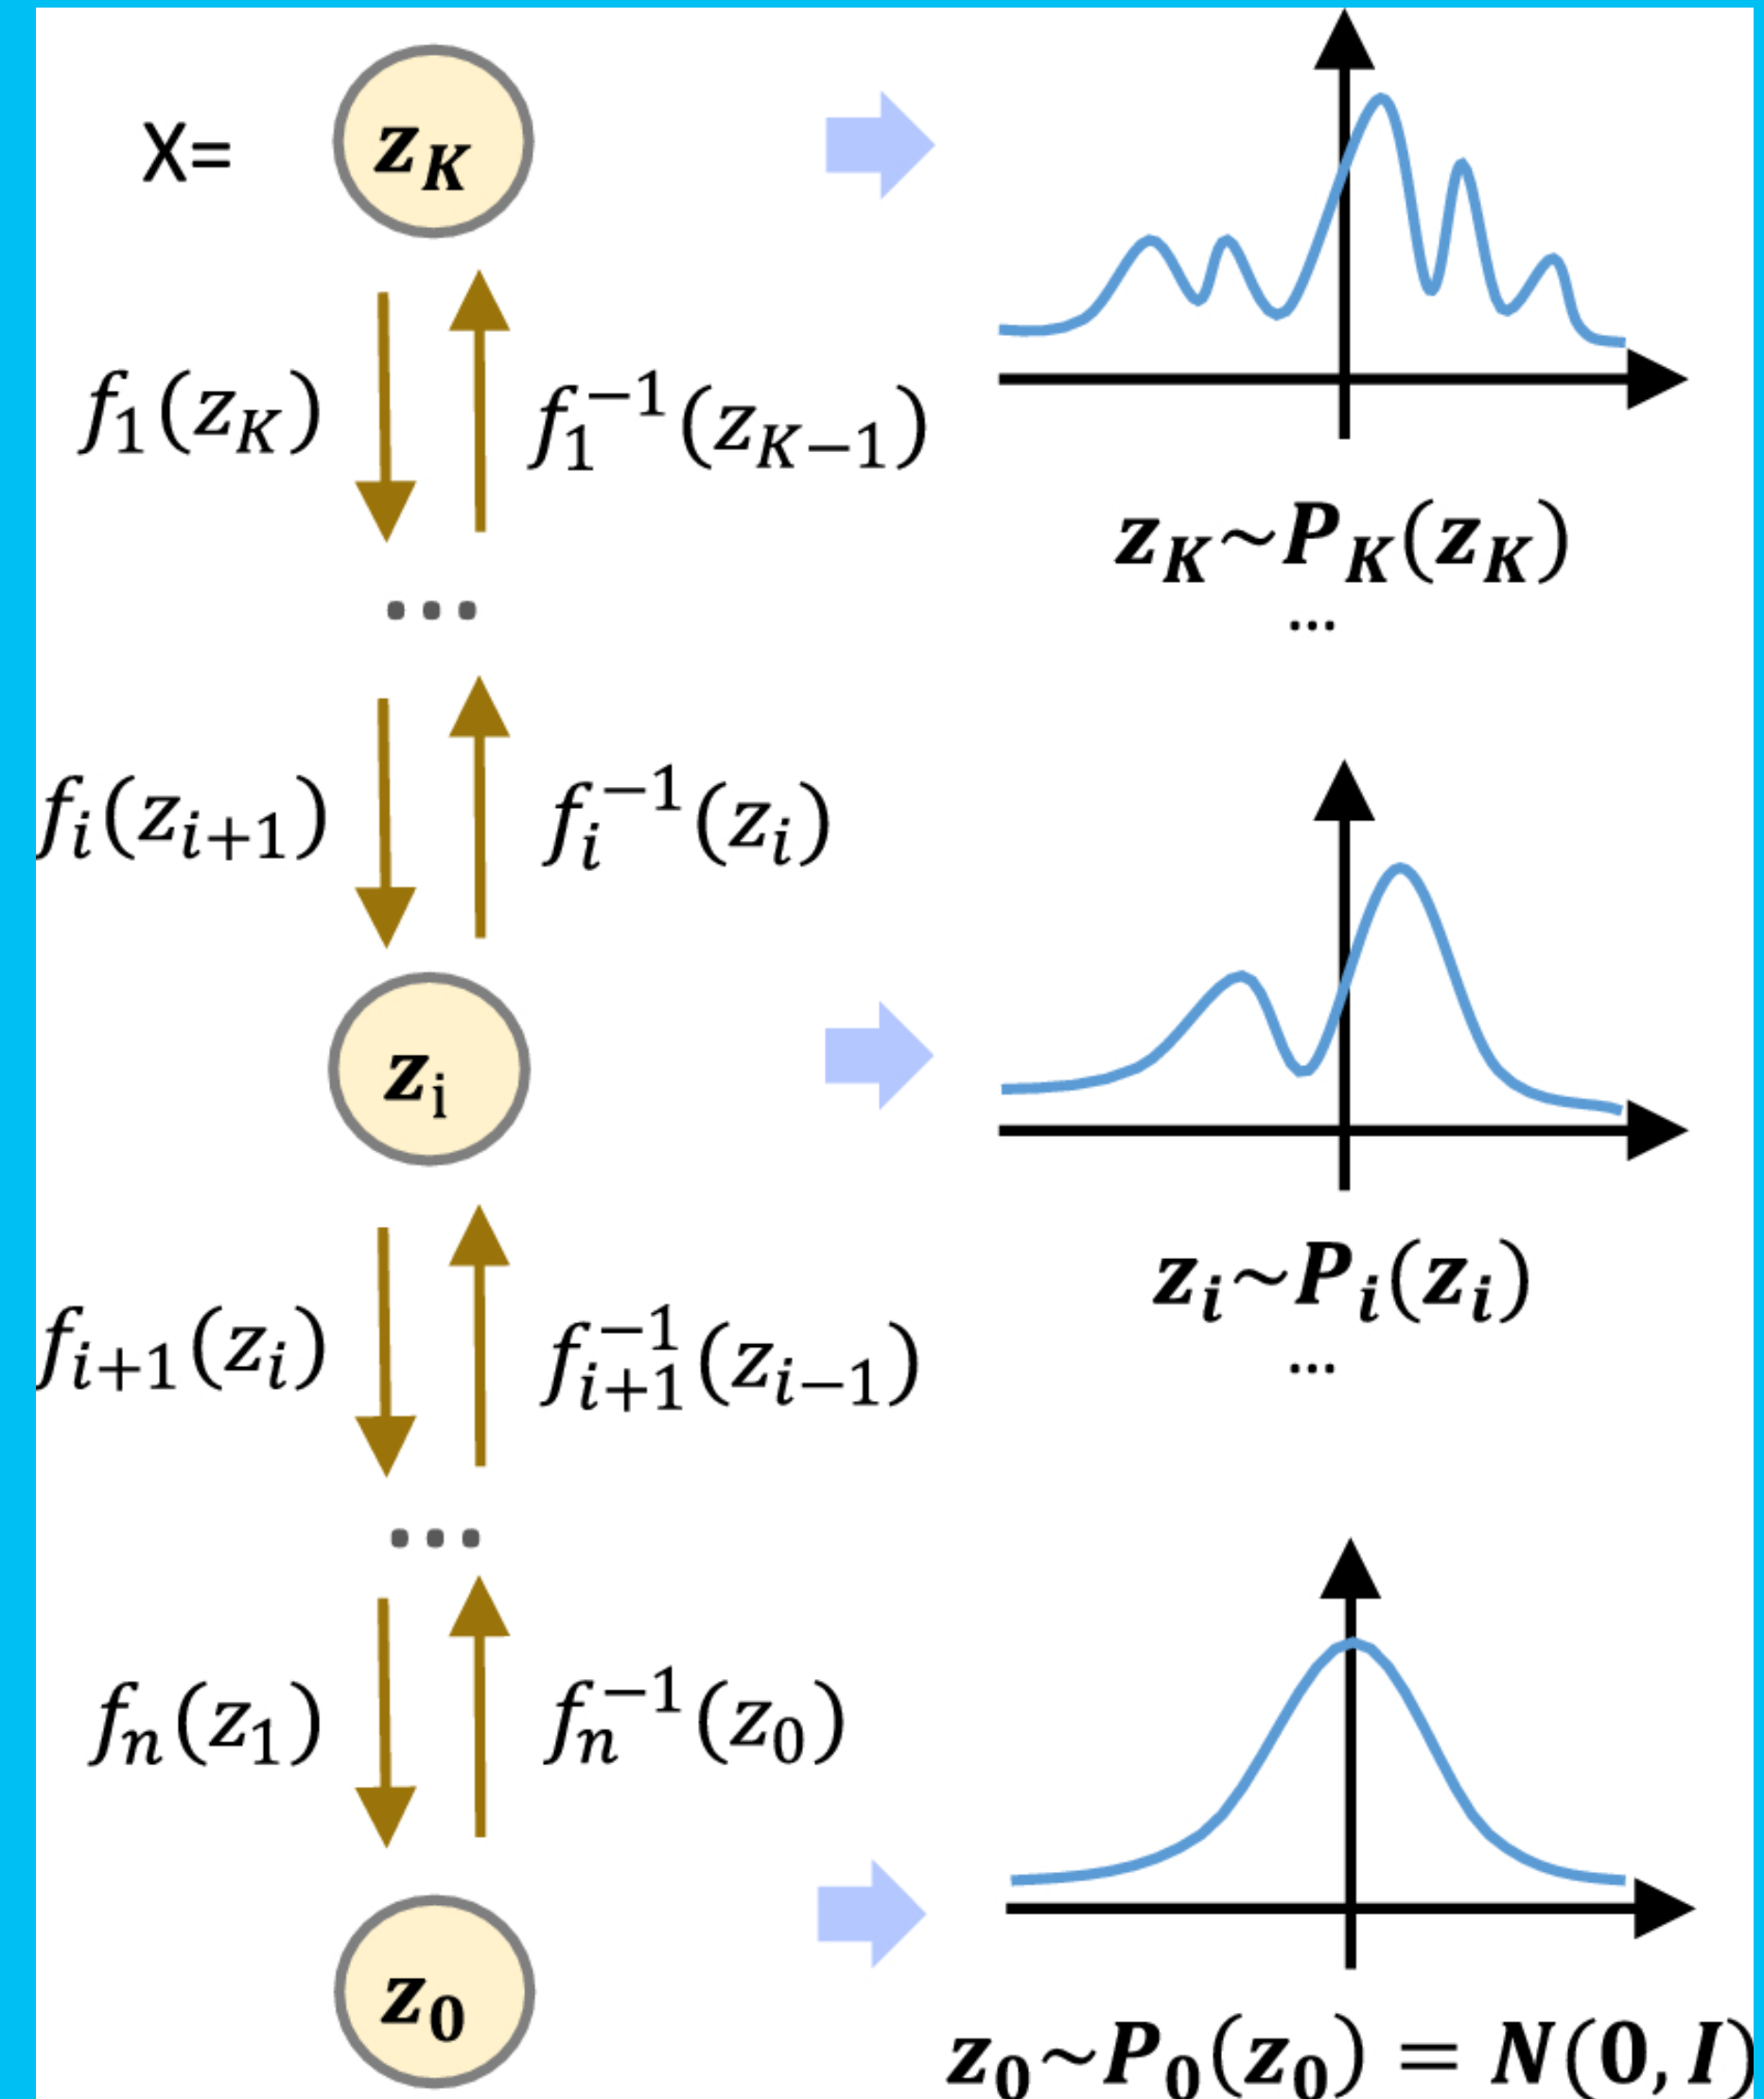 X= z_K
f_1(z_K) f_1^{-1}(z_{K-1})
z_K~P_K(z_K)
...
...
f_i(z_{i+1}) f_i^{-1}(z_i)
z_i
z_i~P_i(z_i)
f_{i+1}(z_i) f_{i+1}^{-1}(z_{i-1})
...
...
f_n(z_1) f_n^{-1}(z_0)
z_0
z_0~P_0(z_0) = N(0, I)